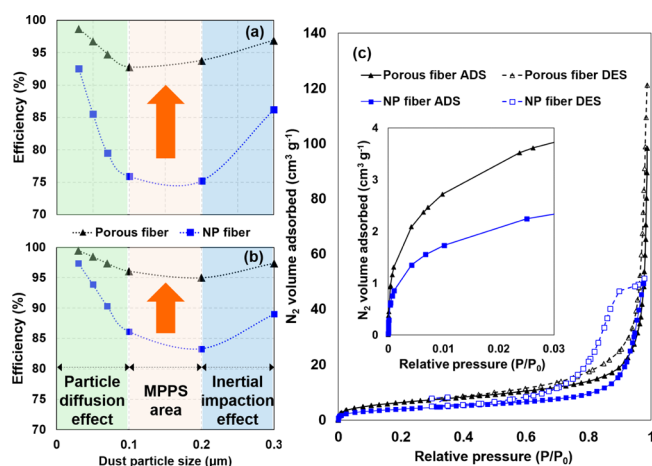 (a)
Efficiency (%)
100
95
90
85
80
75
70
Porous fiber
NP fiber
(b)
Efficiency (%)
100
95
90
85
80
75
70
Particle
diffusion
effect
MPPS
area
Inertial
impaction
effect
0
0.1
0.2
0.3
Dust particle size (μm)
(c)
Porous fiber ADS
Porous fiber DES
NP fiber ADS
NP fiber DES
N2 volume adsorbed (cm3 g-1)
140
120
100
80
60
40
20
0
N2 volume adsorbed (cm3 g-1)
4
3
2
1
0
0
0.01
0.02
0.03
Relative pressure (P/P0)
0
0.2
0.4
0.6
0.8
1
Relative pressure (P/P0)